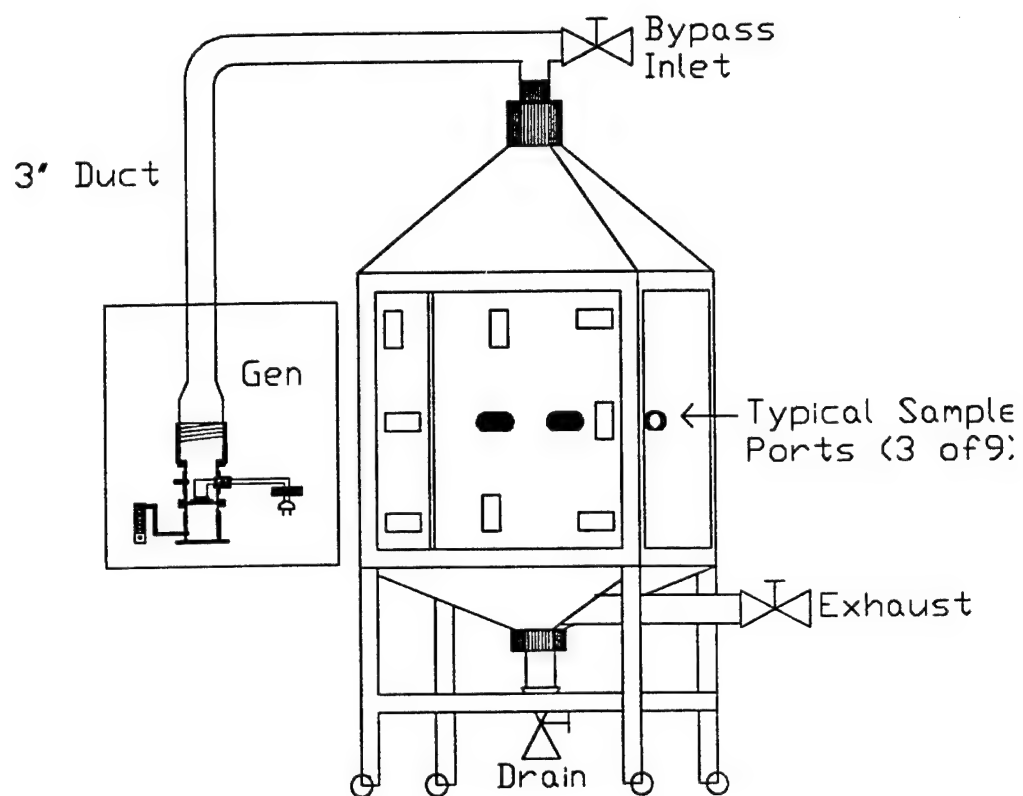 Bypass
Inlet
3" Duct
Gen
Typical Sample
Ports (3 of9)
Exhaust
Drain